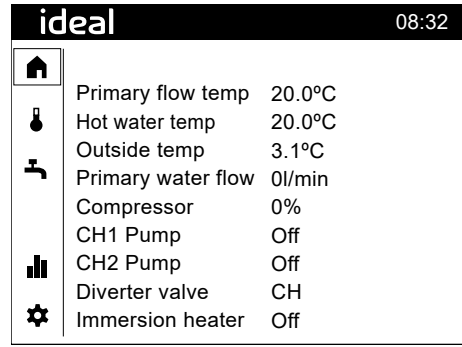 ideal 08:32
Primary flow temp 20.0ºC
Hot water temp 20.0ºC
Outside temp 3.1ºC
Primary water flow 0l/min
Compressor 0%
CH1 Pump Off
CH2 Pump Off
Diverter valve CH
Immersion heater Off